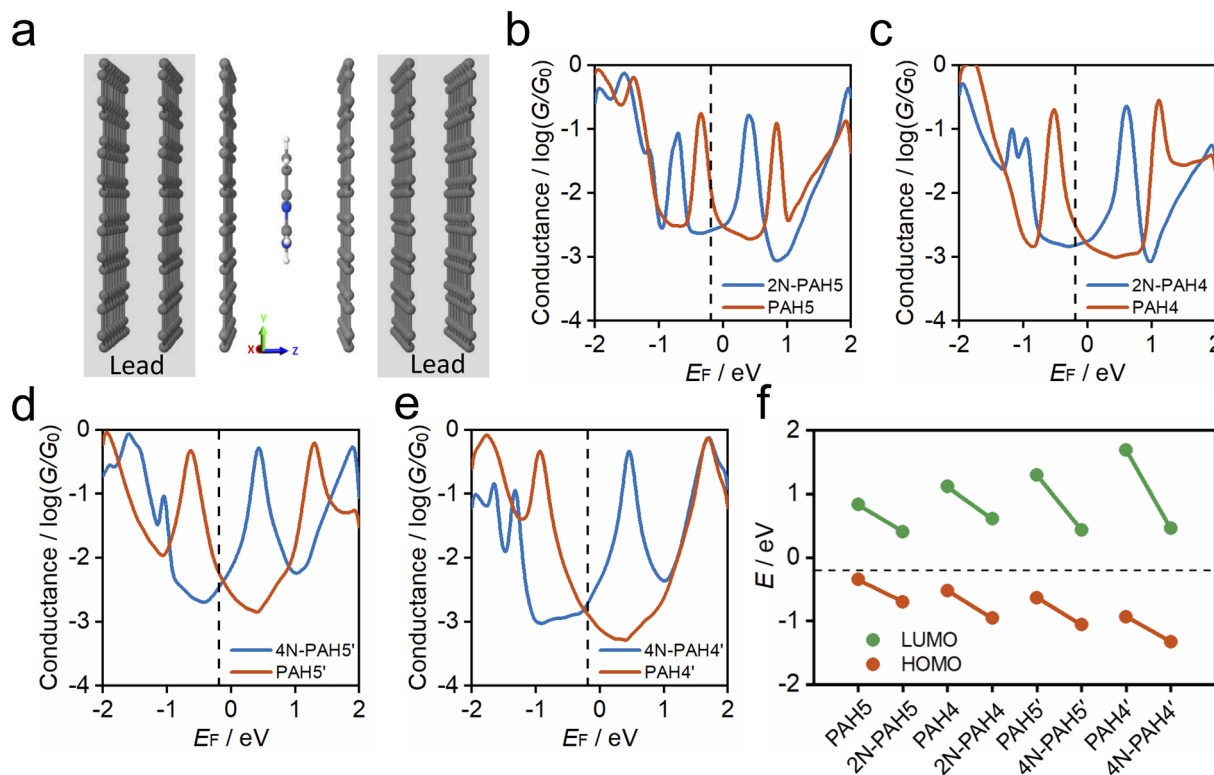 a
Lead
Lead
Y
X
Z
b
Conductance / log(G/G0)
0
-1
-2
-3
-4
2N-PAH5
PAH5
-2 -1 0 1 2
EF / eV
c
Conductance / log(G/G0)
0
-1
-2
-3
-4
2N-PAH4
PAH4
-2 -1 0 1 2
EF / eV
d
Conductance / log(G/G0)
0
-1
-2
-3
-4
4N-PAH5'
PAH5'
-2 -1 0 1 2
EF / eV
e
Conductance / log(G/G0)
0
-1
-2
-3
-4
4N-PAH4'
PAH4'
-2 -1 0 1 2
EF / eV
f
E / eV
2
1
0
-1
-2
LUMO
HOMO
PAH5
2N-PAH5
PAH4
2N-PAH4
PAH5'
4N-PAH5'
PAH4'
4N-PAH4'